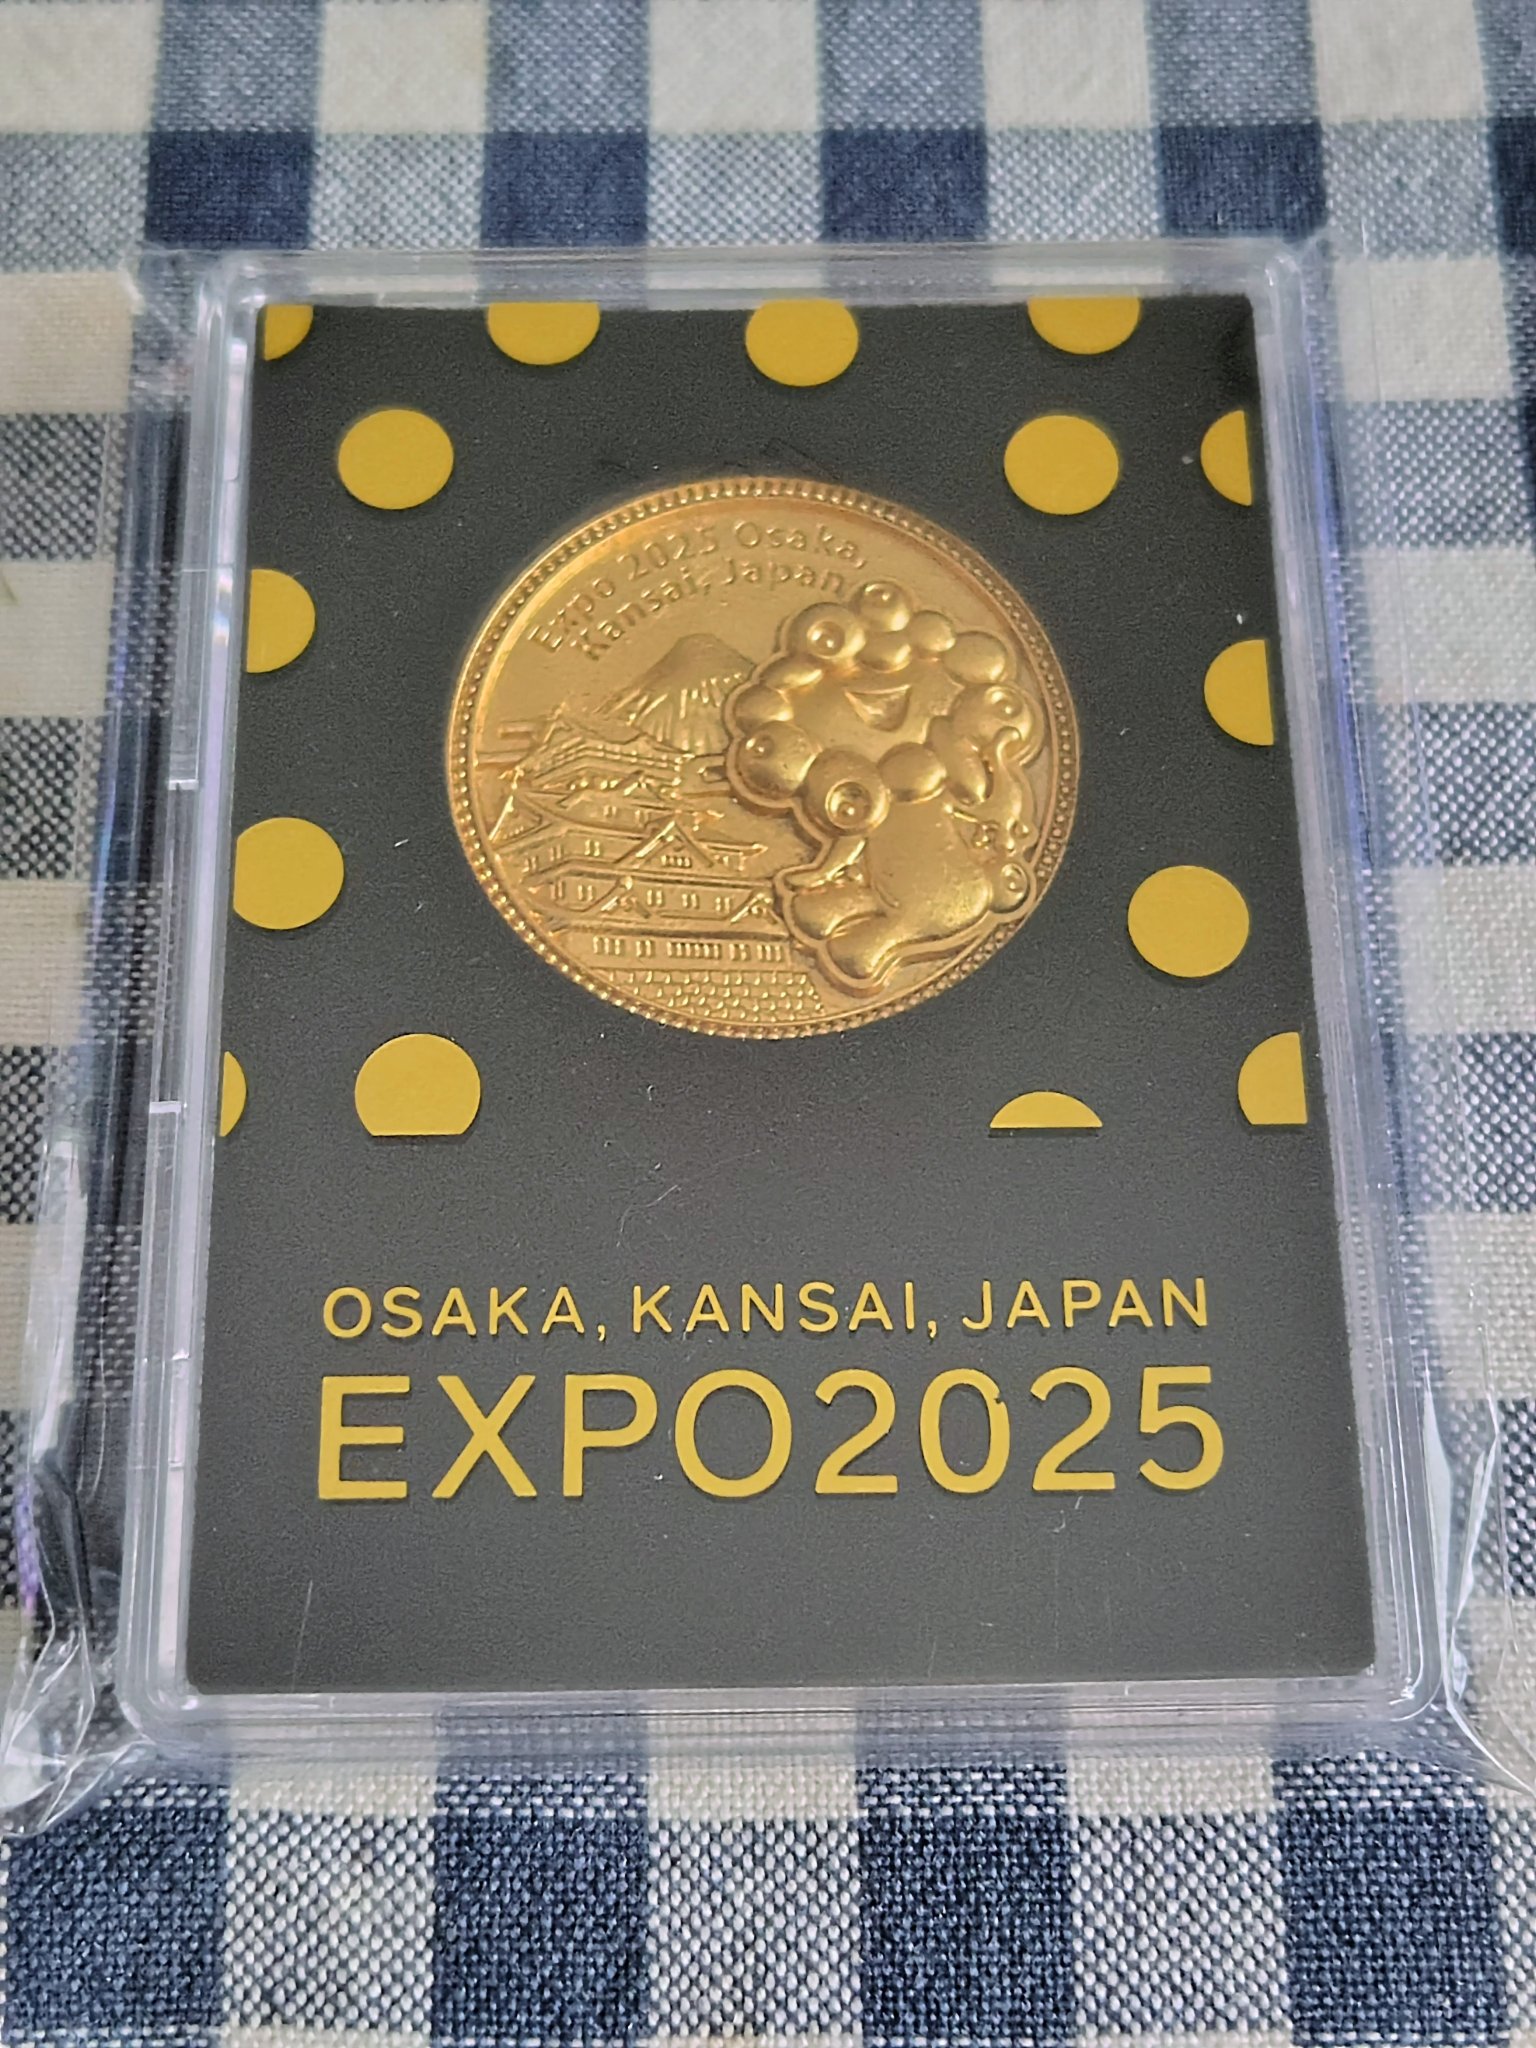 Expo 2025 Osaka,
Kansai, Japan
OSAKA, KANSAI, JAPAN
EXPO2025